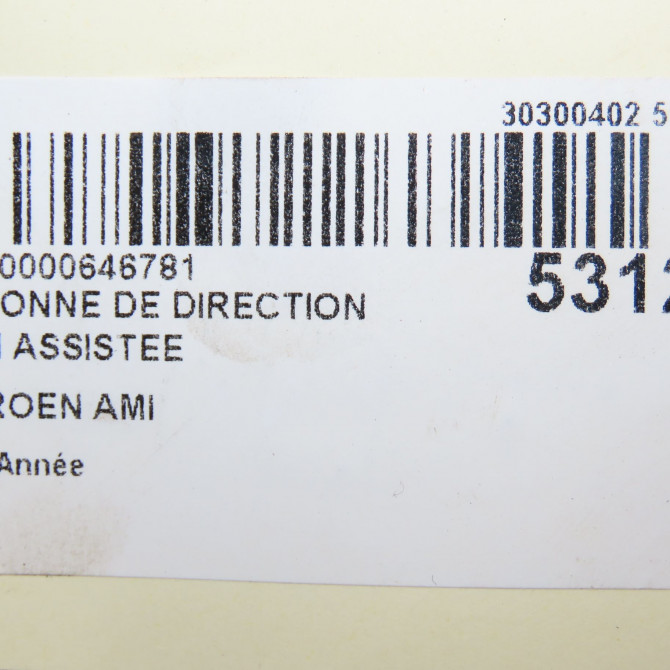 30300402 5
0000646781
5312
ONNE DE DIRECTION
ASSISTEE
ROEN AMI
Année